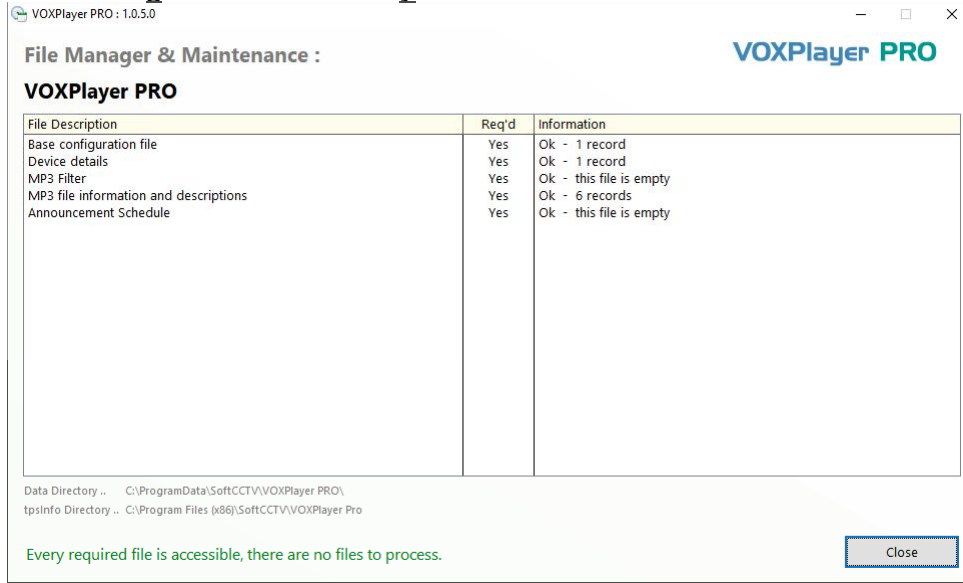 VOXPlayer PRO : 1.0.5.0
File Manager & Maintenance :
VOXPlayer PRO
VOXPlayer PRO
File Description Req'd Information
Base configuration file Yes Ok - 1 record
Device details Yes Ok - 1 record
MP3 Filter Yes Ok - this file is empty
MP3 file information and descriptions Yes Ok - 6 records
Announcement Schedule Yes Ok - this file is empty
Data Directory .. C:\ProgramData\SoftCCTV\VOXPlayer PRO\
tpsInfo Directory .. C:\Program Files (x86)\SoftCCTV\VOXPlayer Pro
Every required file is accessible, there are no files to process.
Close